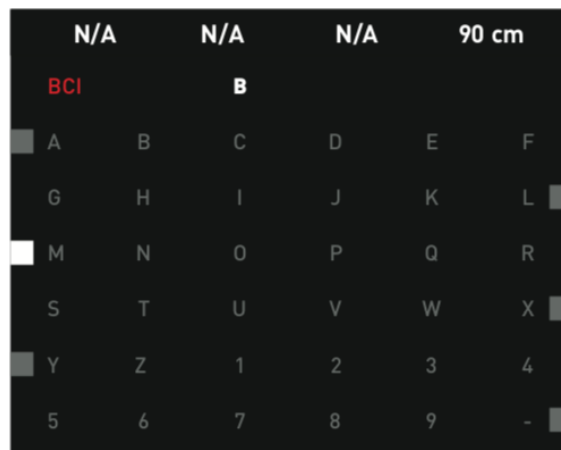 N/A N/A N/A 90 cm
BCI B
A B C D E F
G H I J K L
M N O P Q R
S T U V W X
Y Z 1 2 3 4
5 6 7 8 9 -